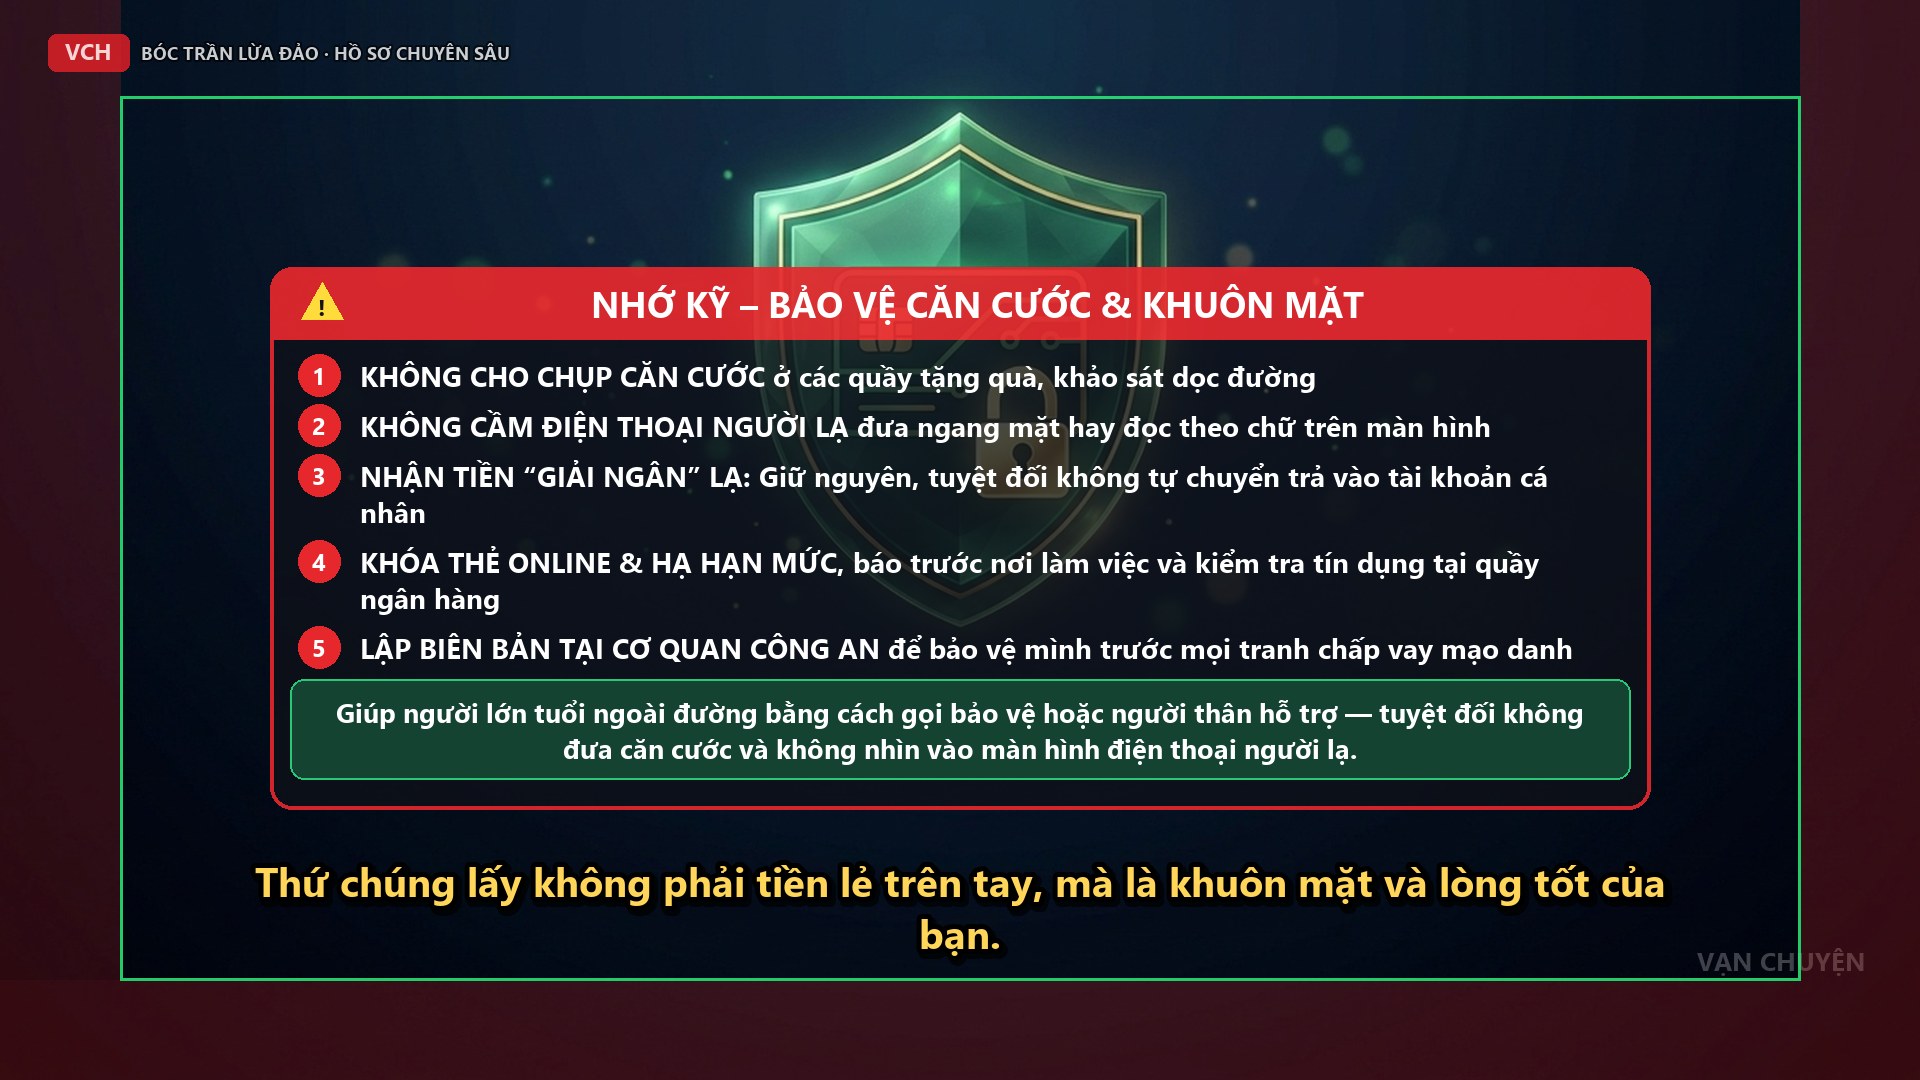 VCH BÓC TRẦN LỪA ĐẢO · HỒ SƠ CHUYÊN SÂU
NHỚ KỸ – BẢO VỆ CĂN CƯỚC & KHUÔN MẶT
1 KHÔNG CHO CHỤP CĂN CƯỚC ở các quầy tặng quà, khảo sát dọc đường
2 KHÔNG CẦM ĐIỆN THOẠI NGƯỜI LẠ đưa ngang mặt hay đọc theo chữ trên màn hình
3 NHẬN TIỀN “GIẢI NGÂN” LẠ: Giữ nguyên, tuyệt đối không tự chuyển trả vào tài khoản cá
nhân
4 KHÓA THẺ ONLINE & HẠ HẠN MỨC, báo trước nơi làm việc và kiểm tra tín dụng tại quầy
ngân hàng
5 LẬP BIÊN BẢN TẠI CƠ QUAN CÔNG AN để bảo vệ mình trước mọi tranh chấp vay mạo danh
Giúp người lớn tuổi ngoài đường bằng cách gọi bảo vệ hoặc người thân hỗ trợ — tuyệt đối không
đưa căn cước và không nhìn vào màn hình điện thoại người lạ.
Thứ chúng lấy không phải tiền lẻ trên tay, mà là khuôn mặt và lòng tốt của
bạn.
VẠN CHUYỆN